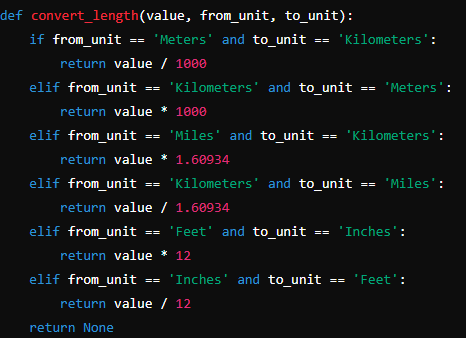 def convert_length(value, from_unit, to_unit):
    if from_unit == 'Meters' and to_unit == 'Kilometers':
        return value / 1000
    elif from_unit == 'Kilometers' and to_unit == 'Meters':
        return value * 1000
    elif from_unit == 'Miles' and to_unit == 'Kilometers':
        return value * 1.60934
    elif from_unit == 'Kilometers' and to_unit == 'Miles':
        return value / 1.60934
    elif from_unit == 'Feet' and to_unit == 'Inches':
        return value * 12
    elif from_unit == 'Inches' and to_unit == 'Feet':
        return value / 12
    return None